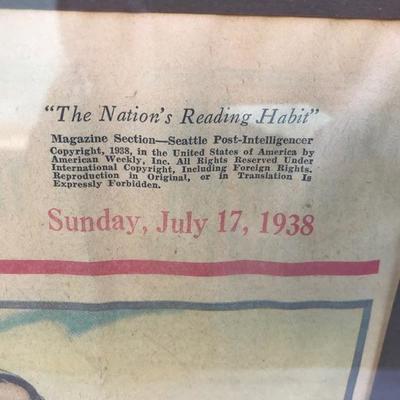 “The Nation's Reading Habit”
Magazine Section—Seattle Post-Intelligencer
Copyright, 1938, in the United States of America by
American Weekly, Inc. All Rights Reserved Under
International Copyright, Including Foreign Rights.
Reproduction in Original, or in Translation Is
Expressly Forbidden.
Sunday, July 17, 1938